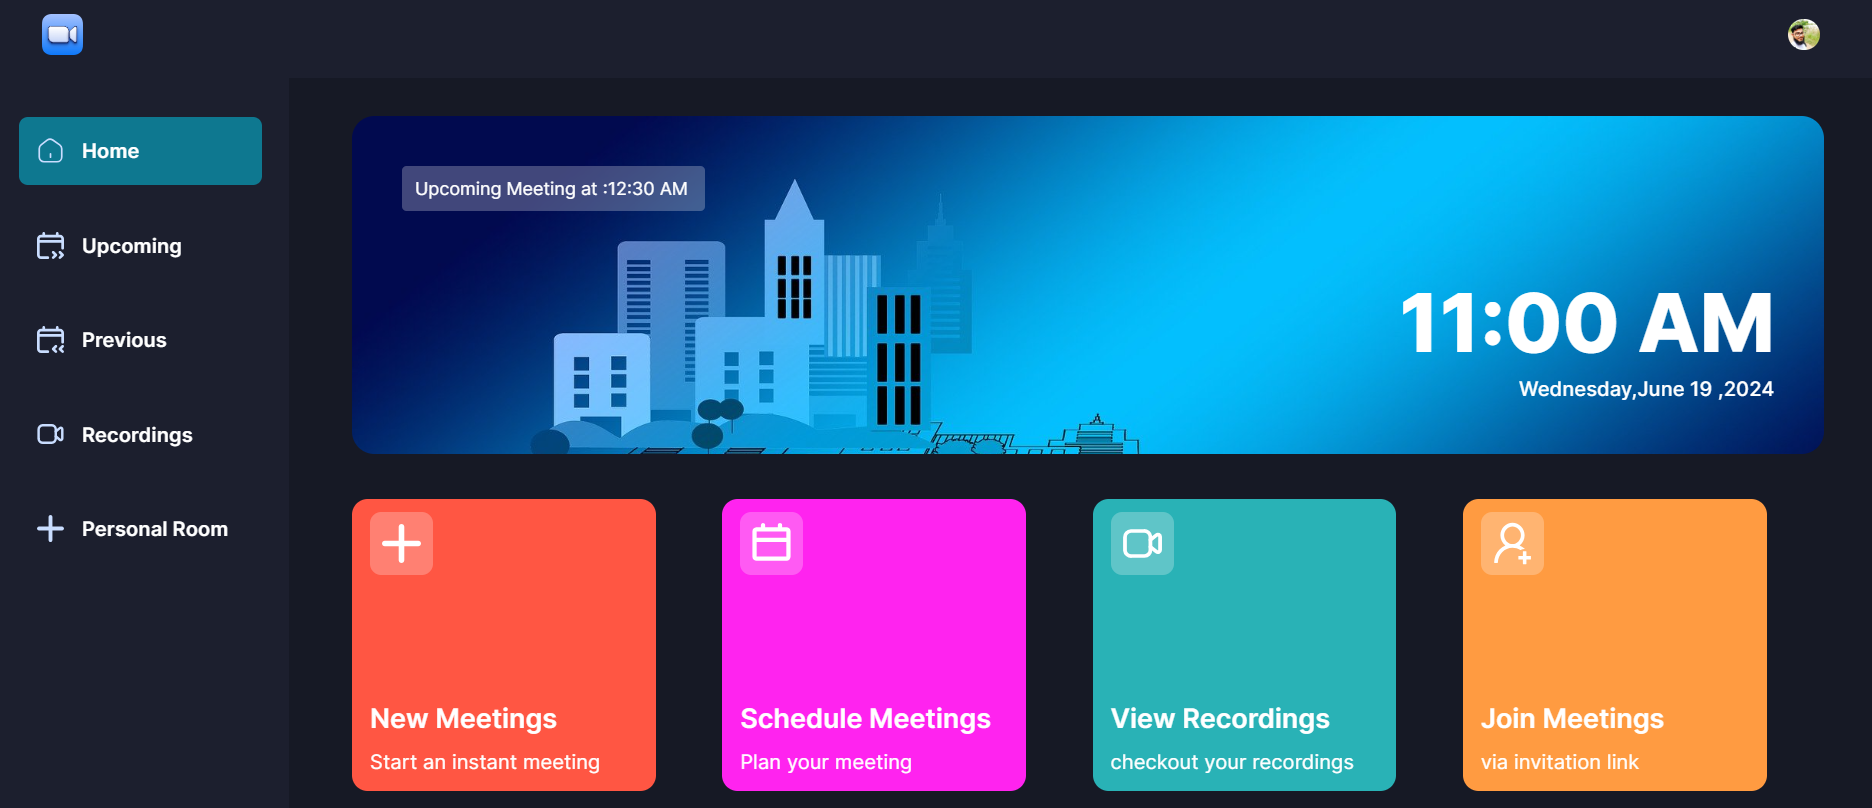 Home
Upcoming
Previous
Recordings
Personal Room
Upcoming Meeting at :12:30 AM
11:00 AM
Wednesday,June 19 ,2024
New Meetings
Start an instant meeting
Schedule Meetings
Plan your meeting
View Recordings
checkout your recordings
Join Meetings
via invitation link